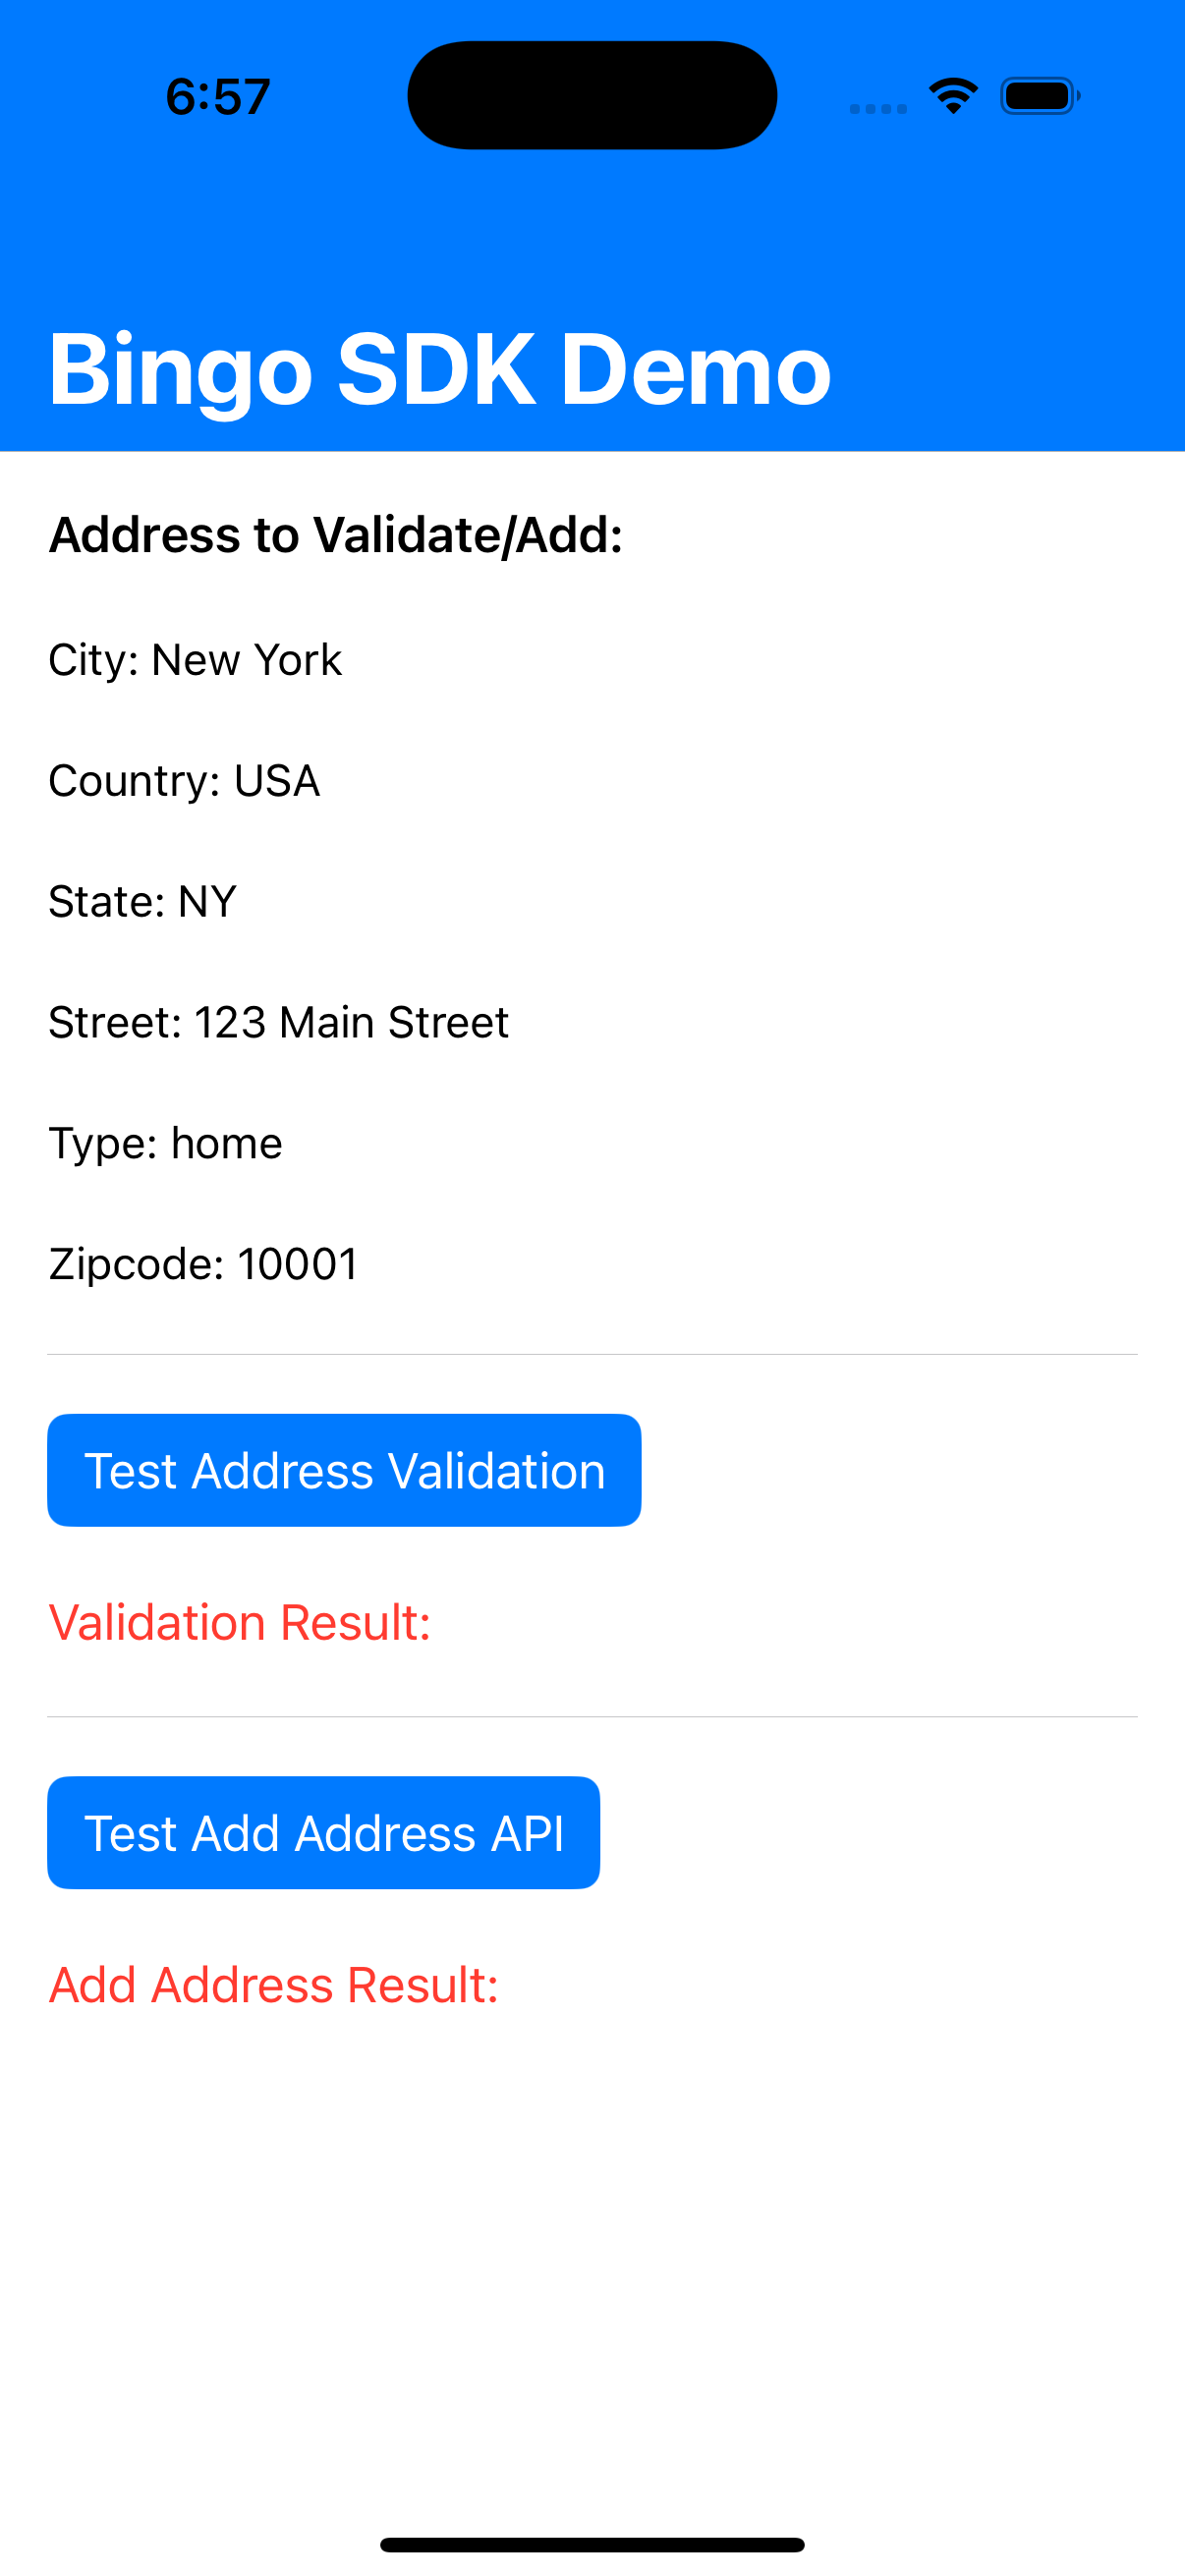 6:57
Bingo SDK Demo
Address to Validate/Add:
City: New York
Country: USA
State: NY
Street: 123 Main Street
Type: home
Zipcode: 10001
Test Address Validation
Validation Result:
Test Add Address API
Add Address Result: